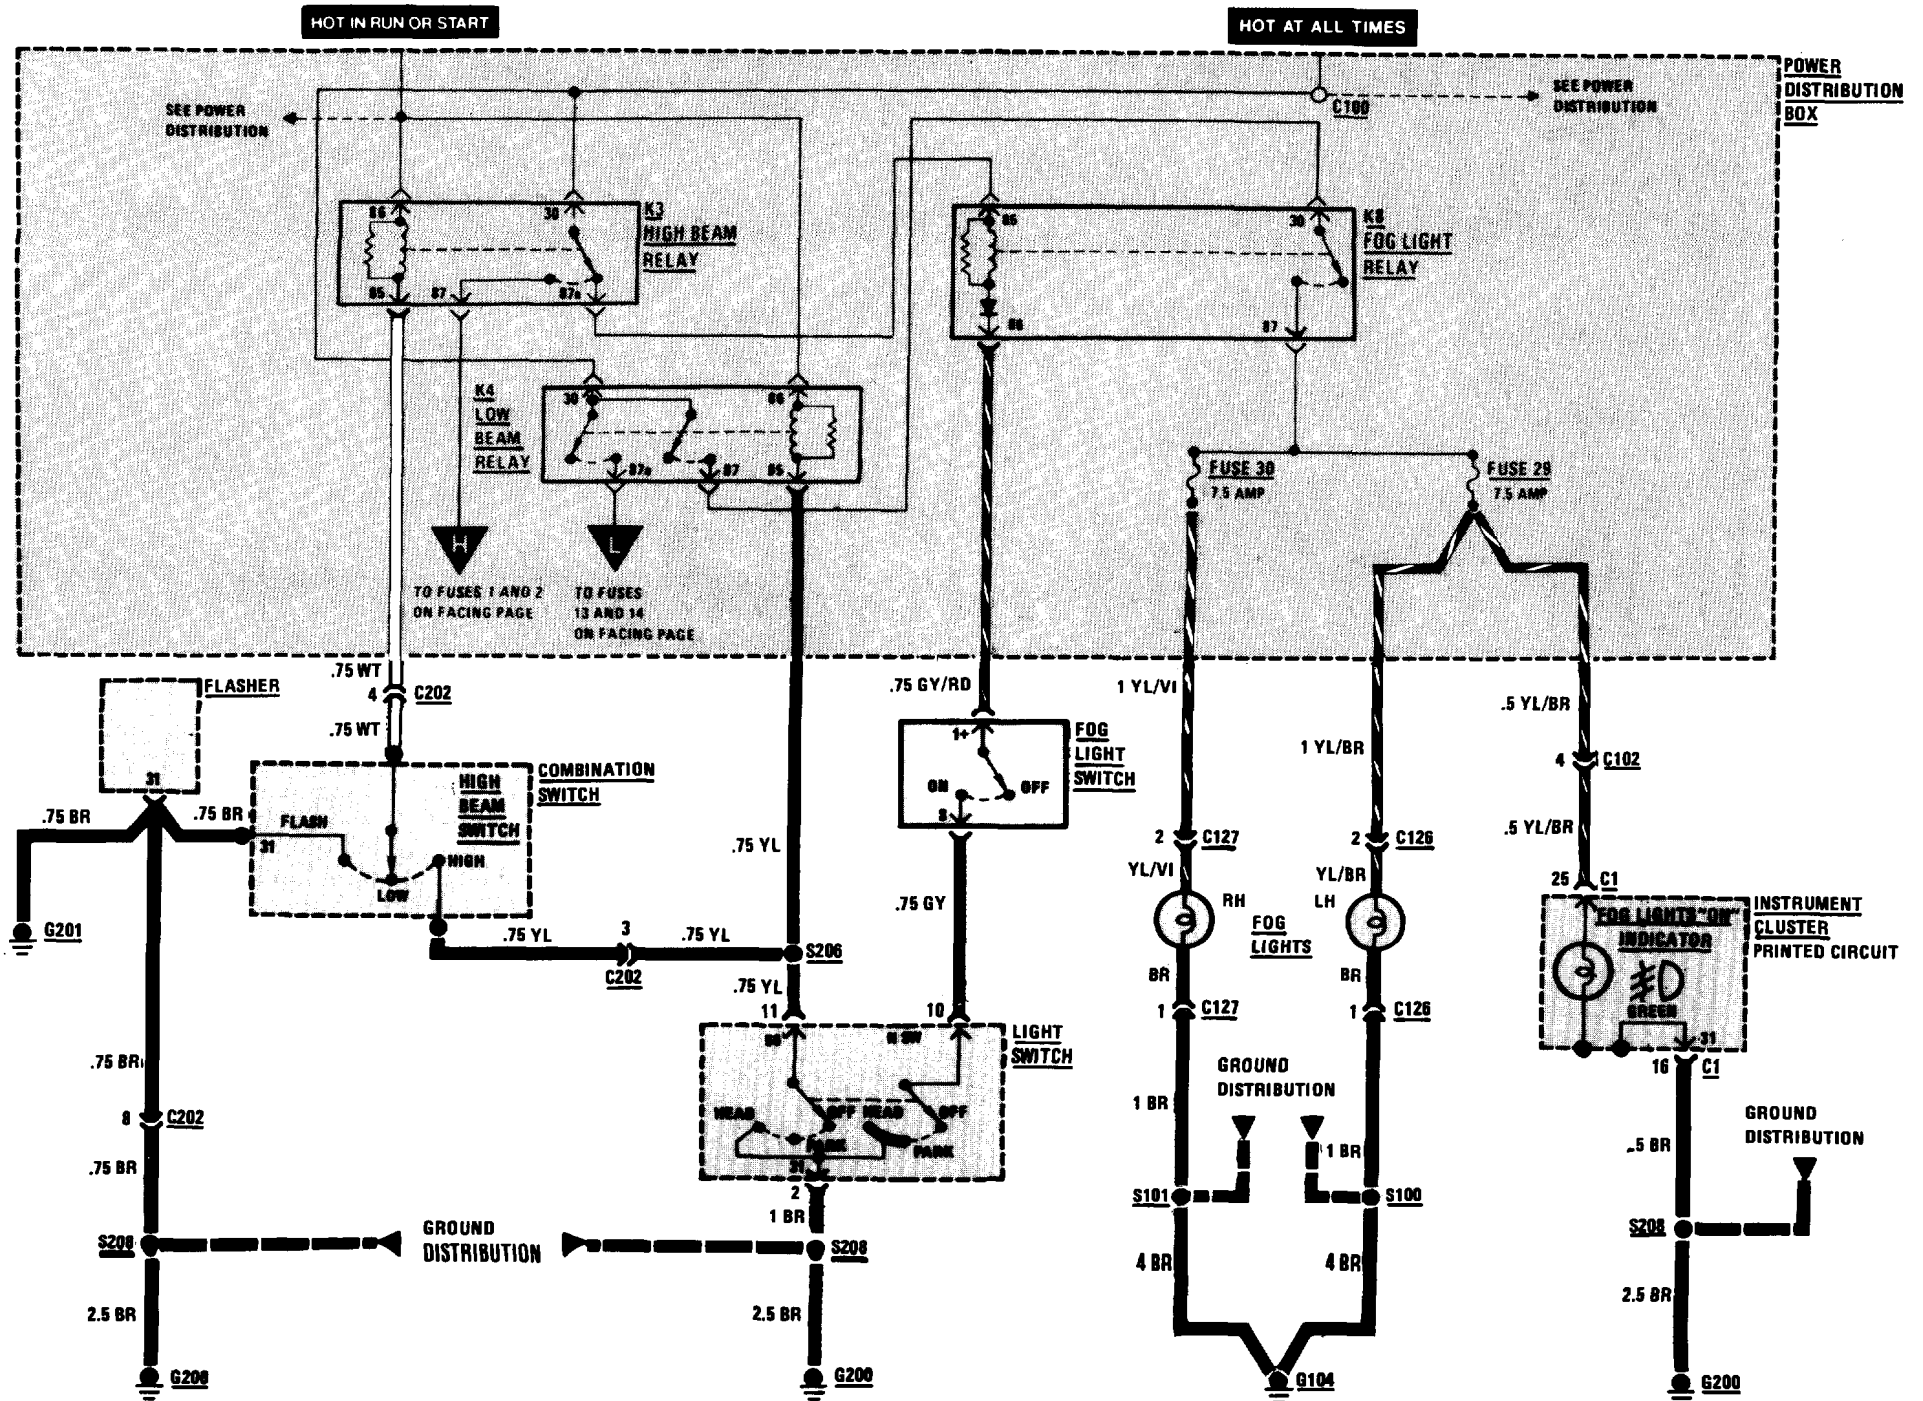 HOT IN RUN OR START
HOT AT ALL TIMES
POWER
DISTRIBUTION
BOX
SEE POWER
DISTRIBUTION
C100
SEE POWER
DISTRIBUTION
86
30
K3
HIGH BEAM
RELAY
85
87
87a
85
30
K8
FOG LIGHT
RELAY
86
87
K4
LOW
BEAM
RELAY
30
86
87a
87
85
FUSE 30
7.5 AMP
FUSE 29
7.5 AMP
H
L
TO FUSES 1 AND 2
ON FACING PAGE
TO FUSES
13 AND 14
ON FACING PAGE
.75 WT
4
C202
.75 WT
FLASHER
31
.75 BR
.75 BR
COMBINATION
SWITCH
HIGH
BEAM
SWITCH
FLASH
31
HIGH
LOW
G201
.75 YL
3
C202
.75 YL
.75 YL
S206
.75 YL
11
.75 GY/RD
1+
FOG
LIGHT
SWITCH
ON
OFF
8
.75 GY
10
1 YL/VI
1 YL/BR
.5 YL/BR
4
C102
.5 YL/BR
2
C127
2
C126
YL/VI
YL/BR
RH
LH
FOG
LIGHTS
BR
BR
1
C127
1
C126
25
C1
INSTRUMENT
CLUSTER
PRINTED CIRCUIT
FOG LIGHTS "ON"
INDICATOR
GREEN
31
16
C1
LIGHT
SWITCH
N SW
HEAD
OFF
HEAD
OFF
PARK
PARK
31
2
1 BR
.75 BR
8
C202
.75 BR
S208
GROUND
DISTRIBUTION
S208
2.5 BR
2.5 BR
G200
G200
GROUND
DISTRIBUTION
1 BR
1 BR
S101
S100
4 BR
4 BR
G104
.5 BR
GROUND
DISTRIBUTION
S208
2.5 BR
G200